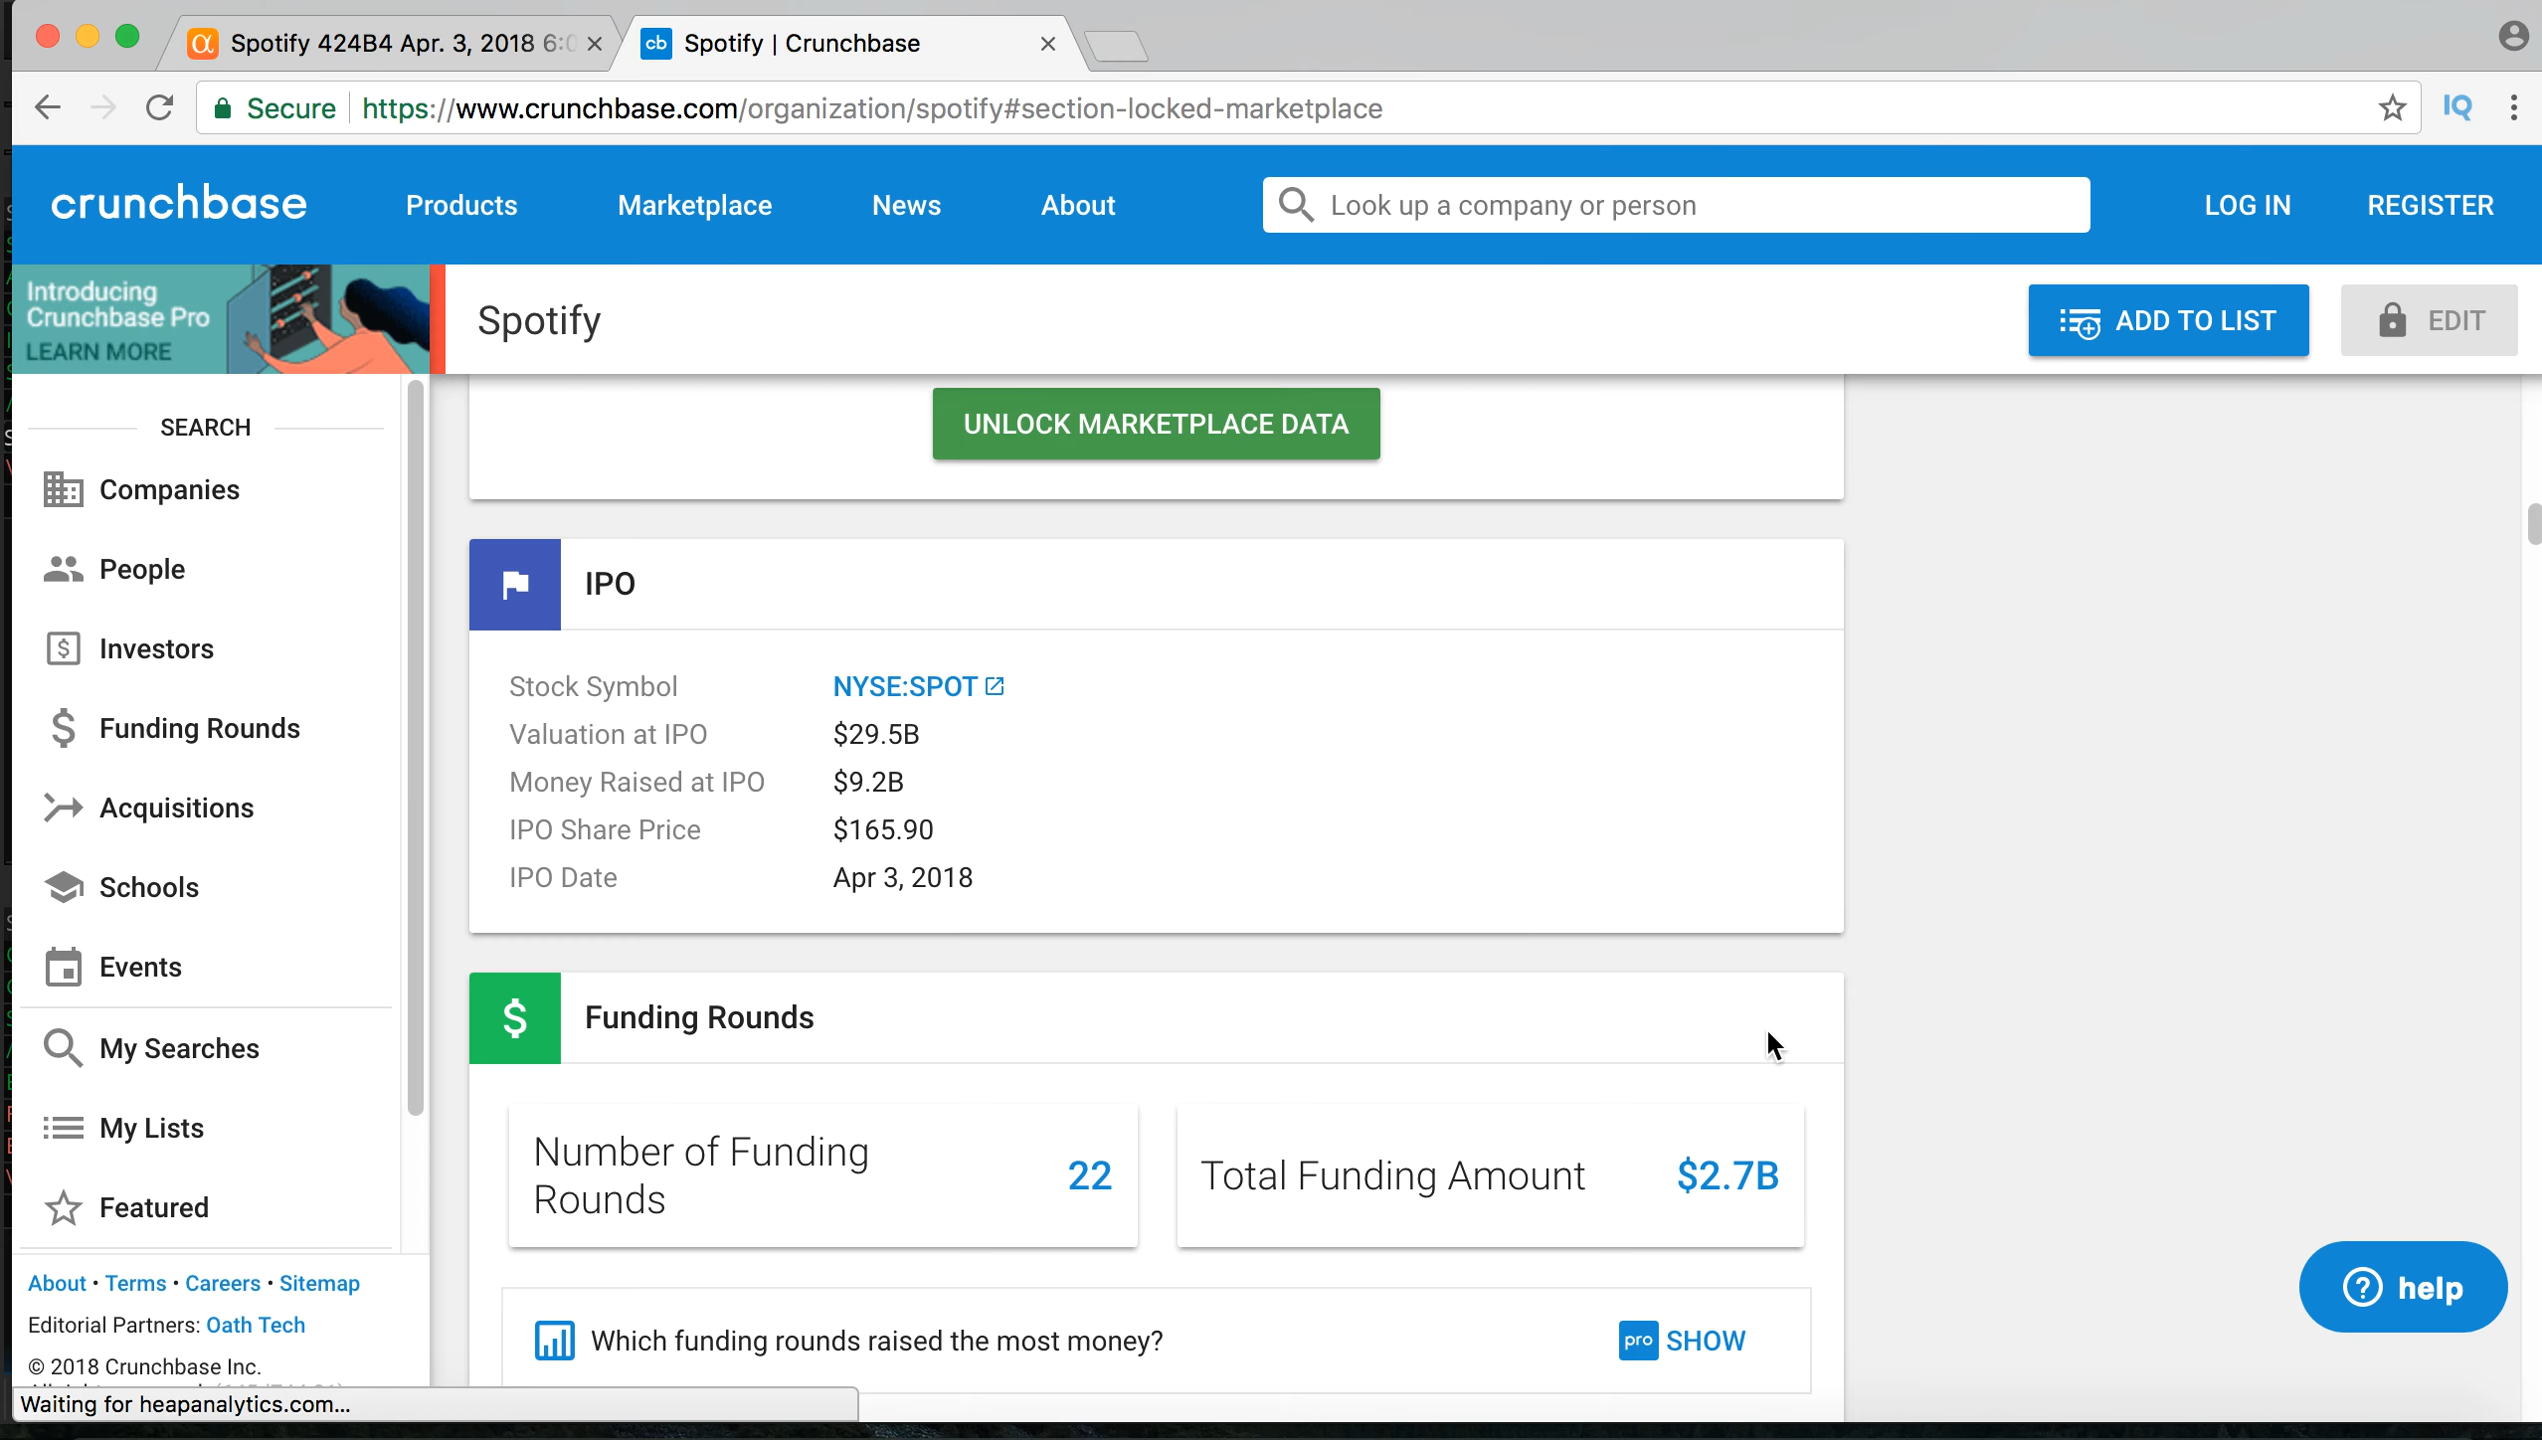 Spotify 424B4 Apr. 3, 2018 6:0
cb Spotify | Crunchbase
Secure https://www.crunchbase.com/organization/spotify#section-locked-marketplace
IQ
crunchbase Products Marketplace News About Look up a company or person LOG IN REGISTER
Introducing
Crunchbase Pro
LEARN MORE
Spotify
ADD TO LIST
EDIT
SEARCH
Companies
People
Investors
Funding Rounds
Acquisitions
Schools
Events
My Searches
My Lists
Featured
About • Terms • Careers • Sitemap
Editorial Partners: Oath Tech
© 2018 Crunchbase Inc.
Waiting for heapanalytics.com...
UNLOCK MARKETPLACE DATA
IPO
Stock Symbol NYSE:SPOT
Valuation at IPO $29.5B
Money Raised at IPO $9.2B
IPO Share Price $165.90
IPO Date Apr 3, 2018
Funding Rounds
Number of Funding
Rounds
22
Total Funding Amount $2.7B
Which funding rounds raised the most money? pro SHOW
help